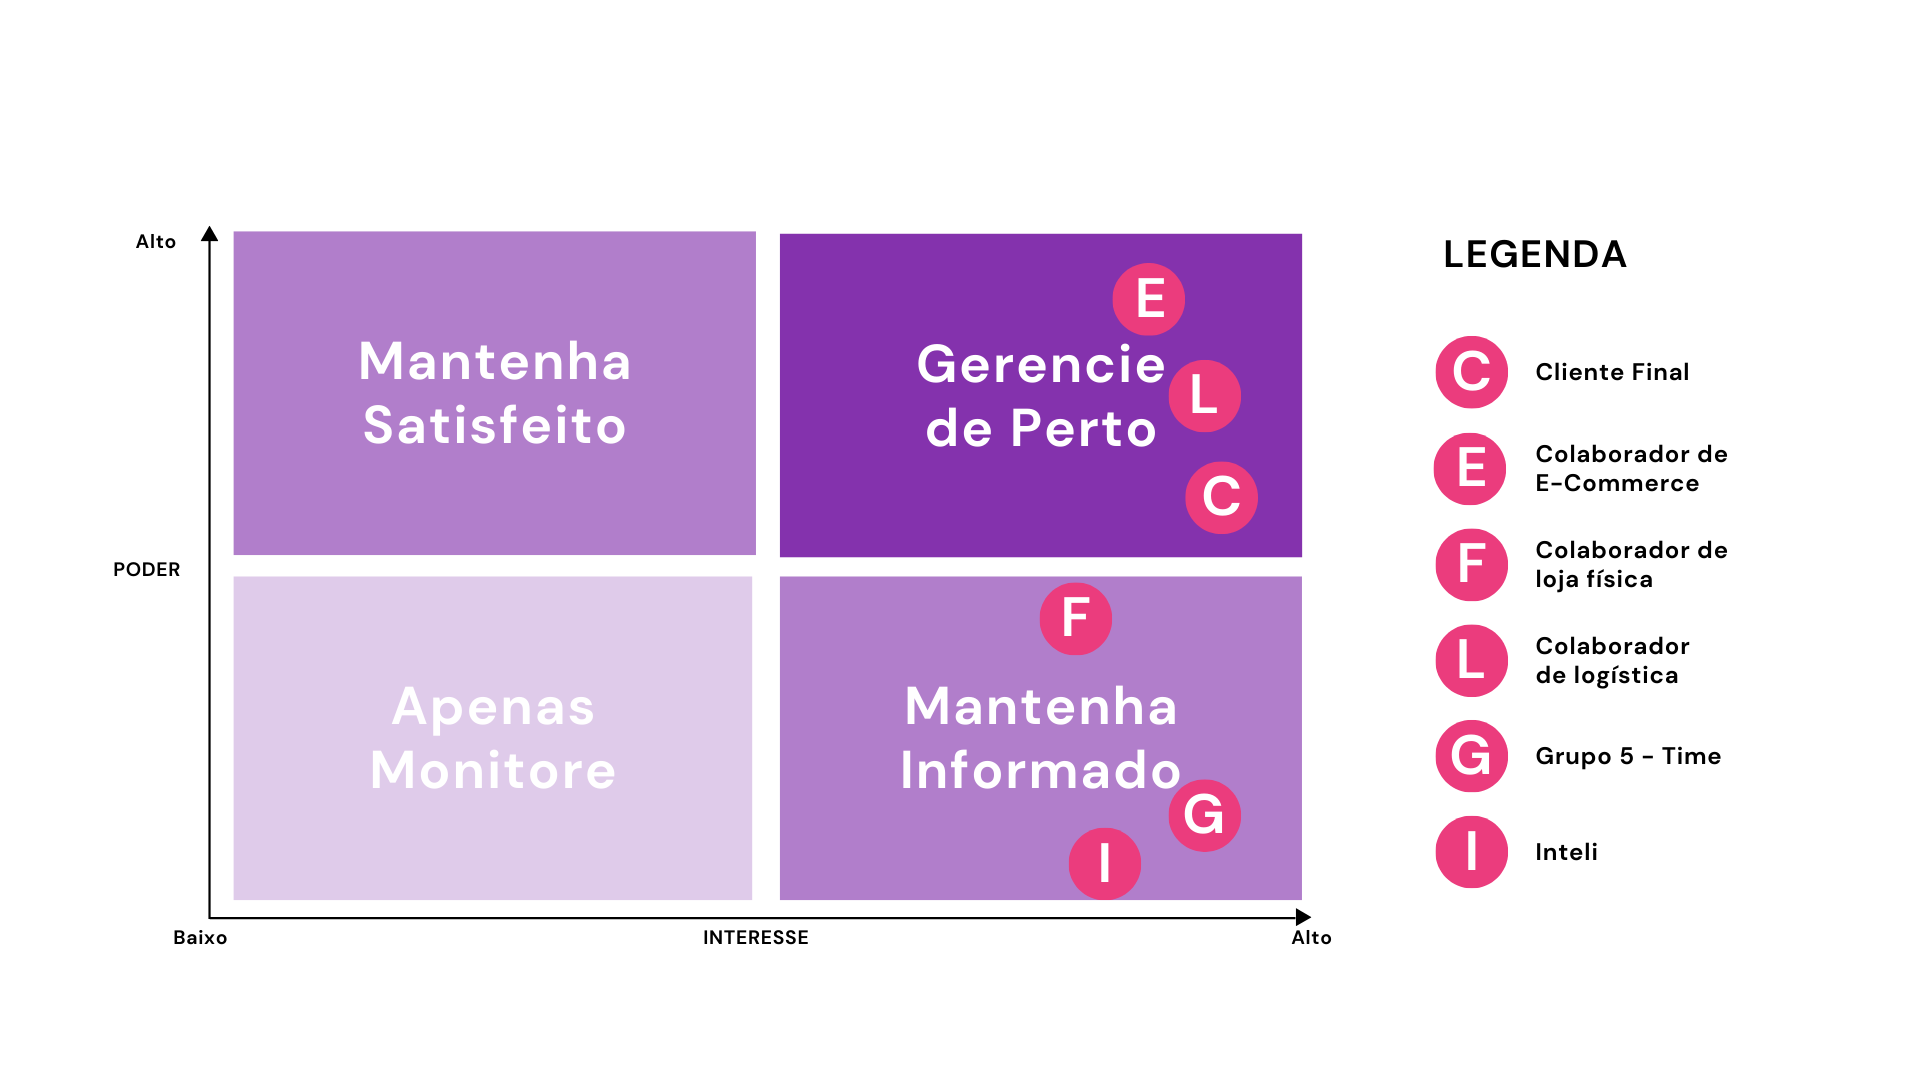 Alto
Mantenha
Satisfeito
E
Gerencie
de Perto
L
C
PODER
Apenas
Monitore
F
Mantenha
Informado
G
I
Baixo
INTERESSE
Alto
LEGENDA
C
Cliente Final
E
Colaborador de
E-Commerce
F
Colaborador de
loja física
L
Colaborador
de logística
G
Grupo 5 - Time
I
Inteli